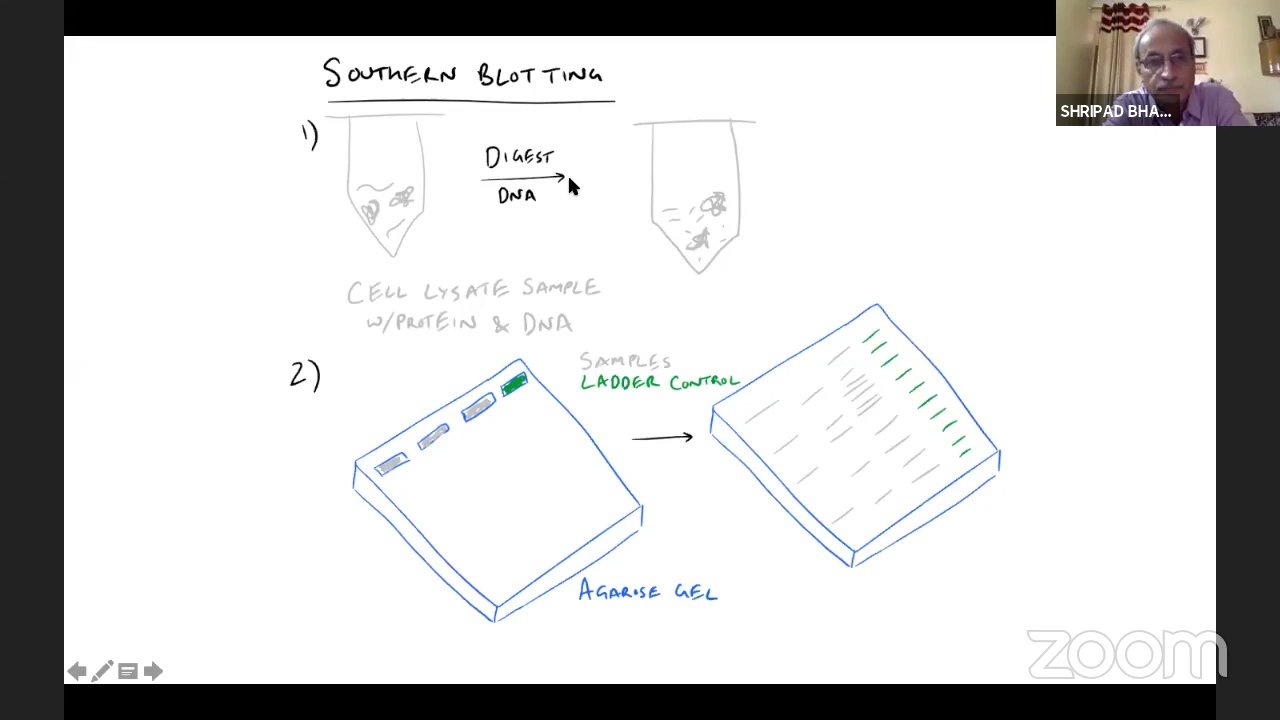 SOUTHERN BLOTTING
SHRIPAD BHA...
1)
DIGEST
DNA
CELL LYSATE SAMPLE
W/PROTEIN & DNA
2)
SAMPLES
LADDER CONTROL
AGAROSE GEL
zoom